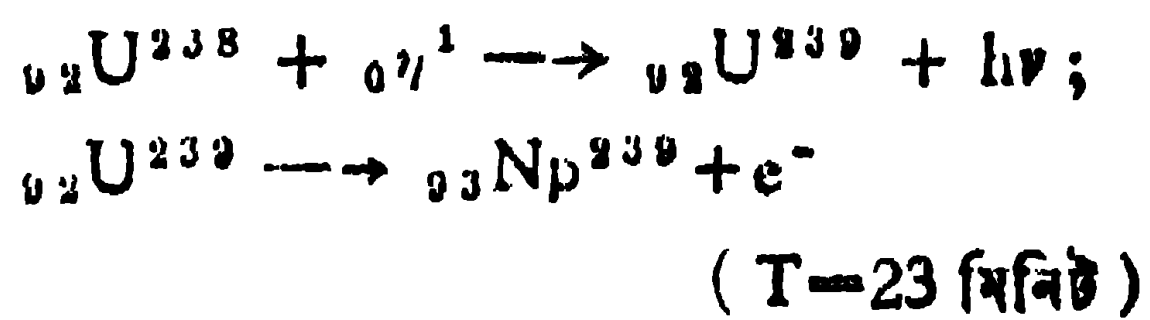 ₉₂U²³⁸ + ₀n¹ ⟶ ₉₂U²³⁹ + hν;
₉₂U²³⁹ ⟶ ₉₃Np²³⁹ + e⁻
( T=23 মিনিট )